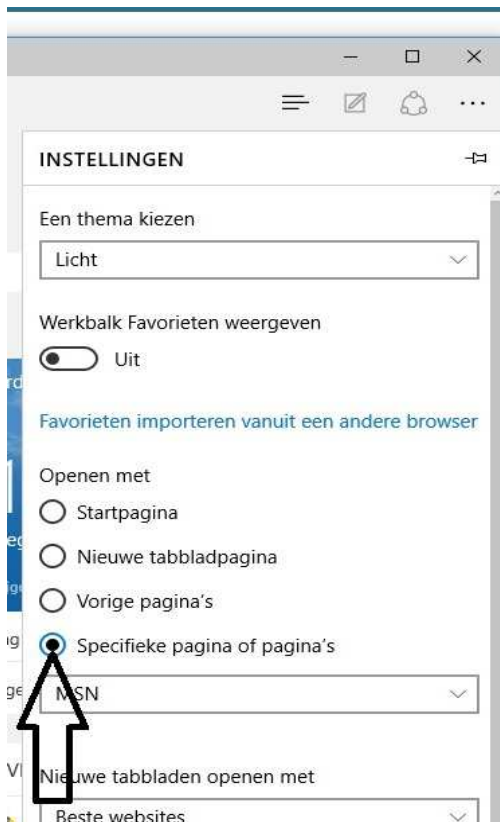 INSTELLINGEN
Een thema kiezen
Licht
Werkbalk Favorieten weergeven
Uit
Favorieten importeren vanuit een andere browser
Openen met
Startpagina
Nieuwe tabbladpagina
Vorige pagina's
Specifieke pagina of pagina's
MSN
Nieuwe tabbladen openen met
Beste websites